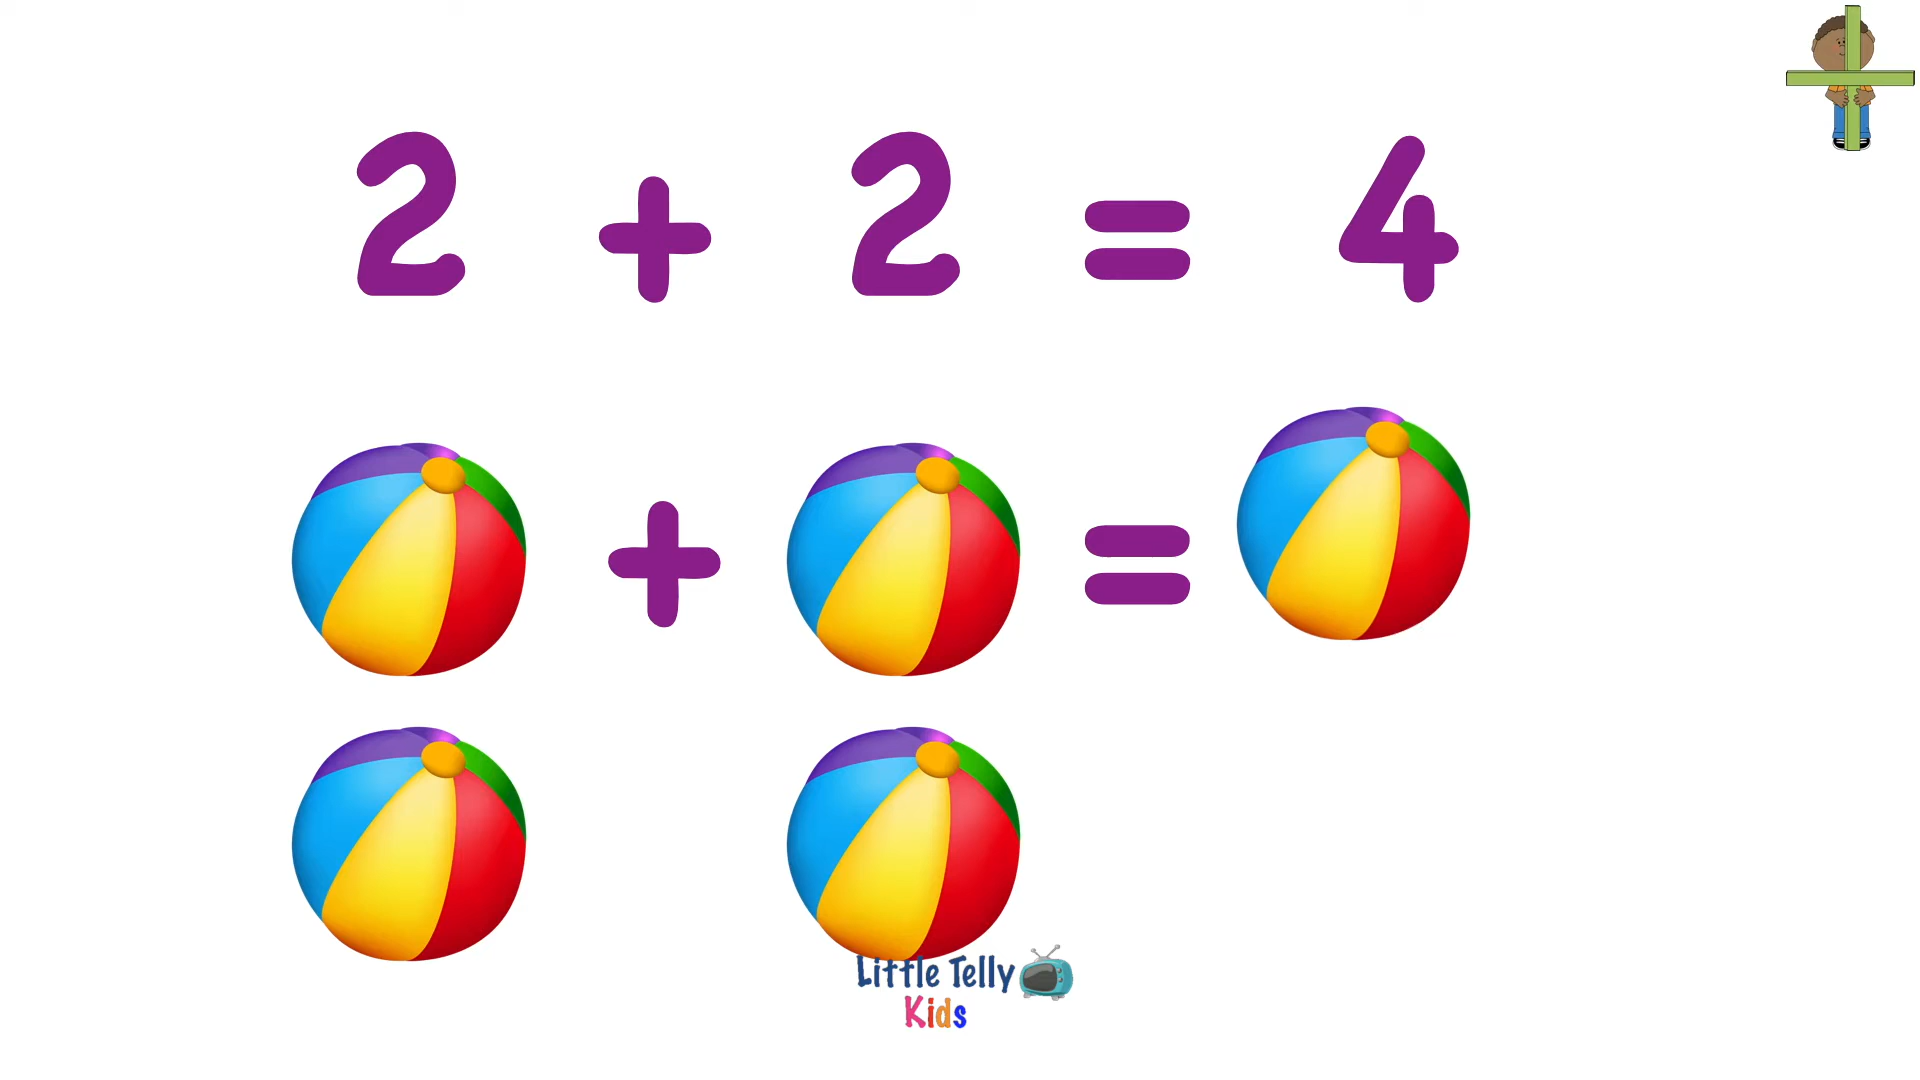 2 + 2 = 4
+ =
Little Telly
Kids